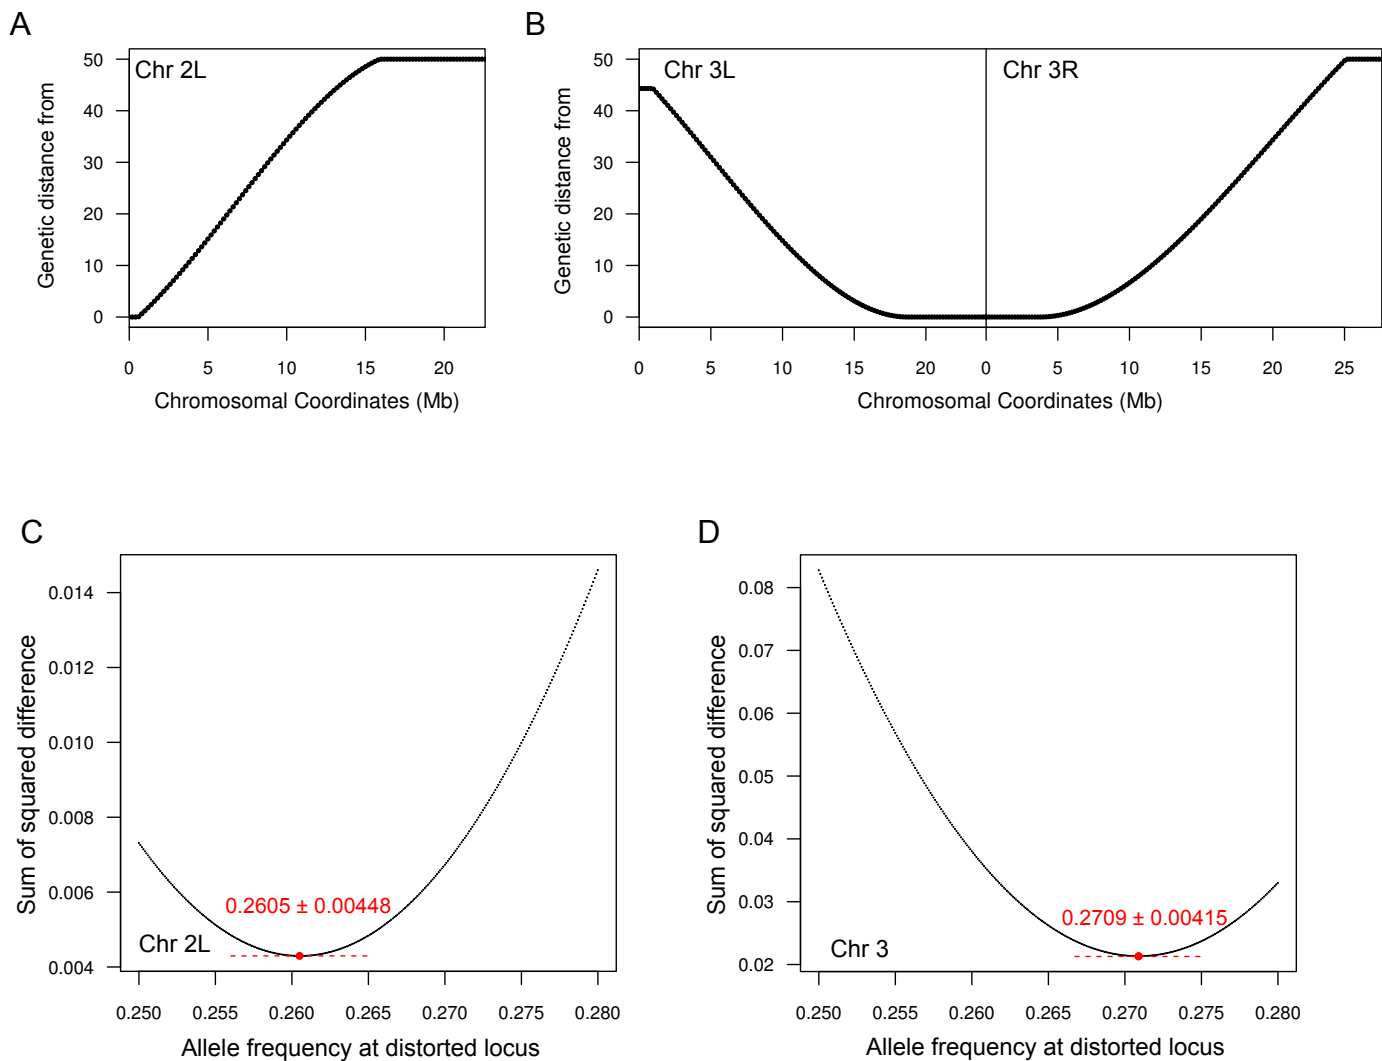 A
Chr 2L
Genetic distance from
50
40
30
20
10
0
0 5 10 15 20
Chromosomal Coordinates (Mb)
B
Chr 3L
Chr 3R
Genetic distance from
50
40
30
20
10
0
0 5 10 15 20 0 5 10 15 20 25
Chromosomal Coordinates (Mb)
C
Sum of squared difference
0.014
0.012
0.010
0.008
0.006
0.004
0.2605 ± 0.00448
Chr 2L
0.250 0.255 0.260 0.265 0.270 0.275 0.280
Allele frequency at distorted locus
D
Sum of squared difference
0.08
0.07
0.06
0.05
0.04
0.03
0.02
0.2709 ± 0.00415
Chr 3
0.250 0.255 0.260 0.265 0.270 0.275 0.280
Allele frequency at distorted locus